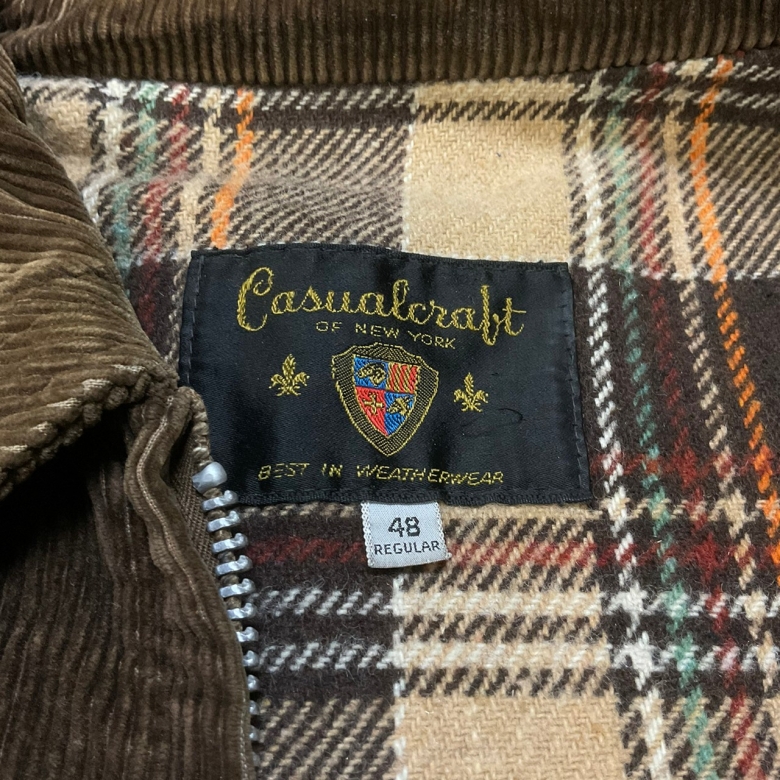 Casualcraft
OF NEW YORK
BEST IN WEATHERWEAR
48
REGULAR